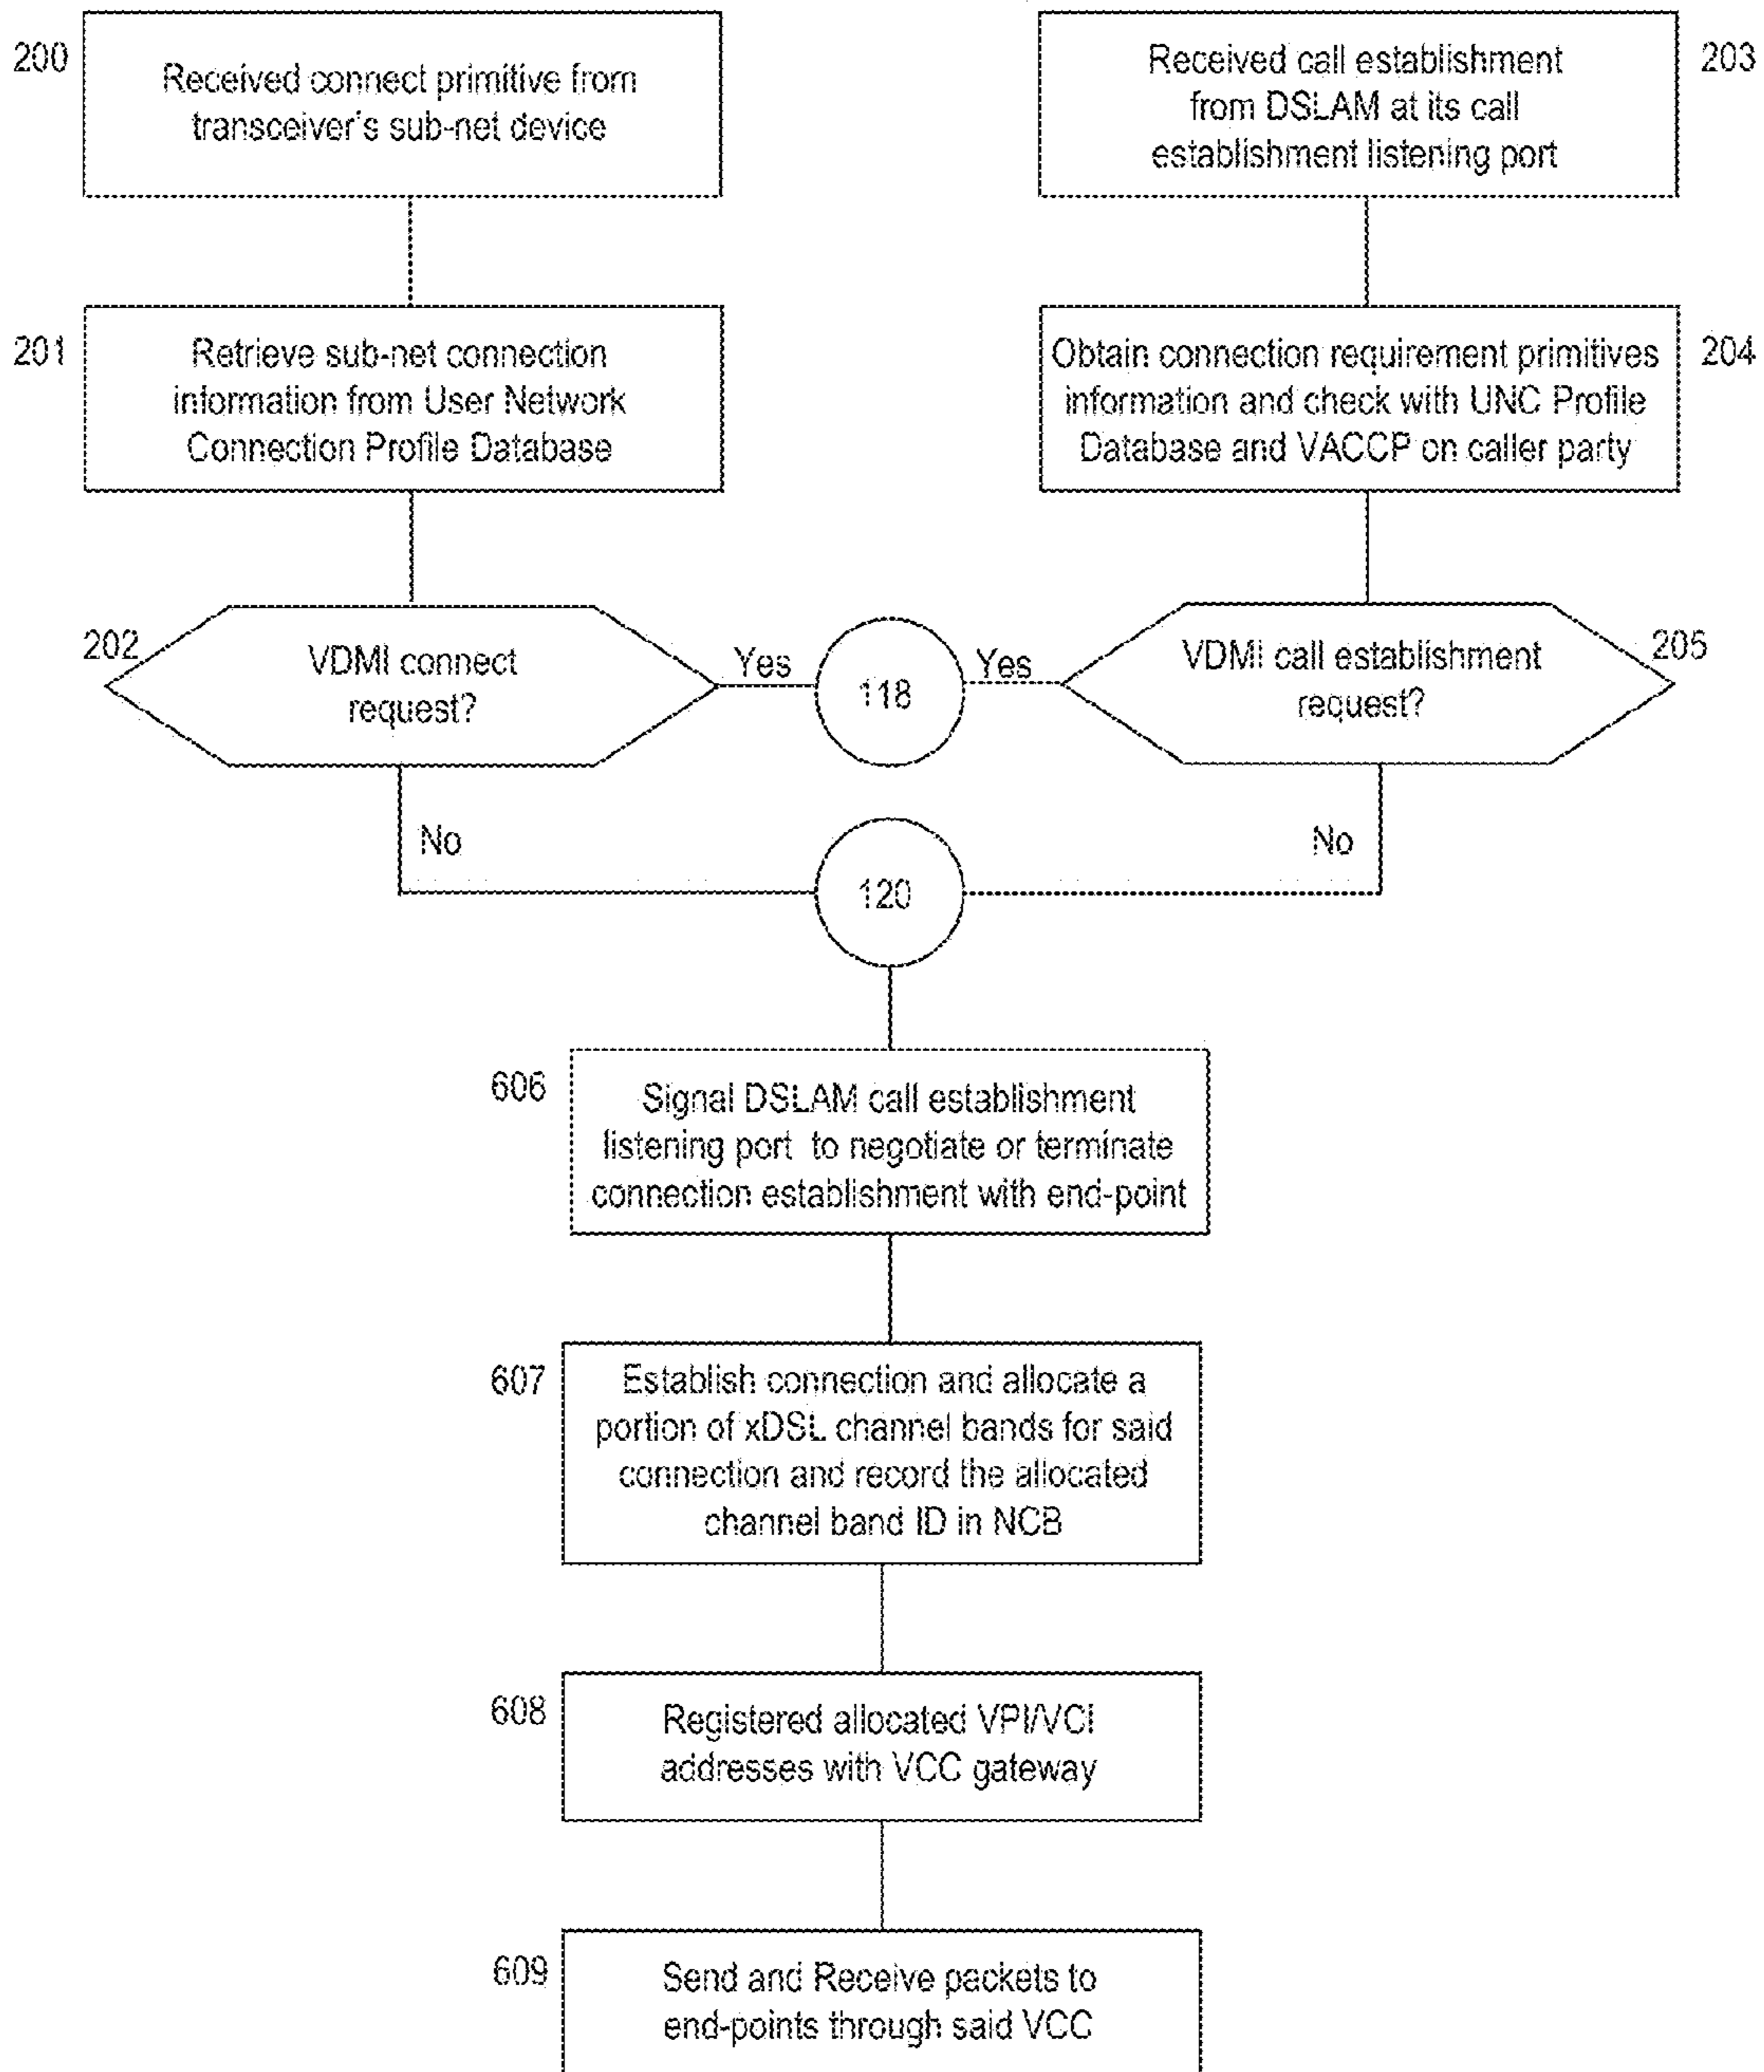 200
Received connect primitive from
transceiver's sub-net device
203
Received call establishment
from DSLAM at its call
establishment listening port
201
Retrieve sub-net connection
information from User Network
Connection Profile Database
204
Obtain connection requirement primitives
information and check with UNC Profile
Database and VACCP on caller party
202
VDMI connect
request?
Yes
118
Yes
VDMI call establishment
request?
205
No
120
No
606
Signal DSLAM call establishment
listening port to negotiate or terminate
connection establishment with end-point
607
Establish connection and allocate a
portion of xDSL channel bands for said
connection and record the allocated
channel band ID in NCB
608
Registered allocated VPI/VCI
addresses with VCC gateway
609
Send and Receive packets to
end-points through said VCC